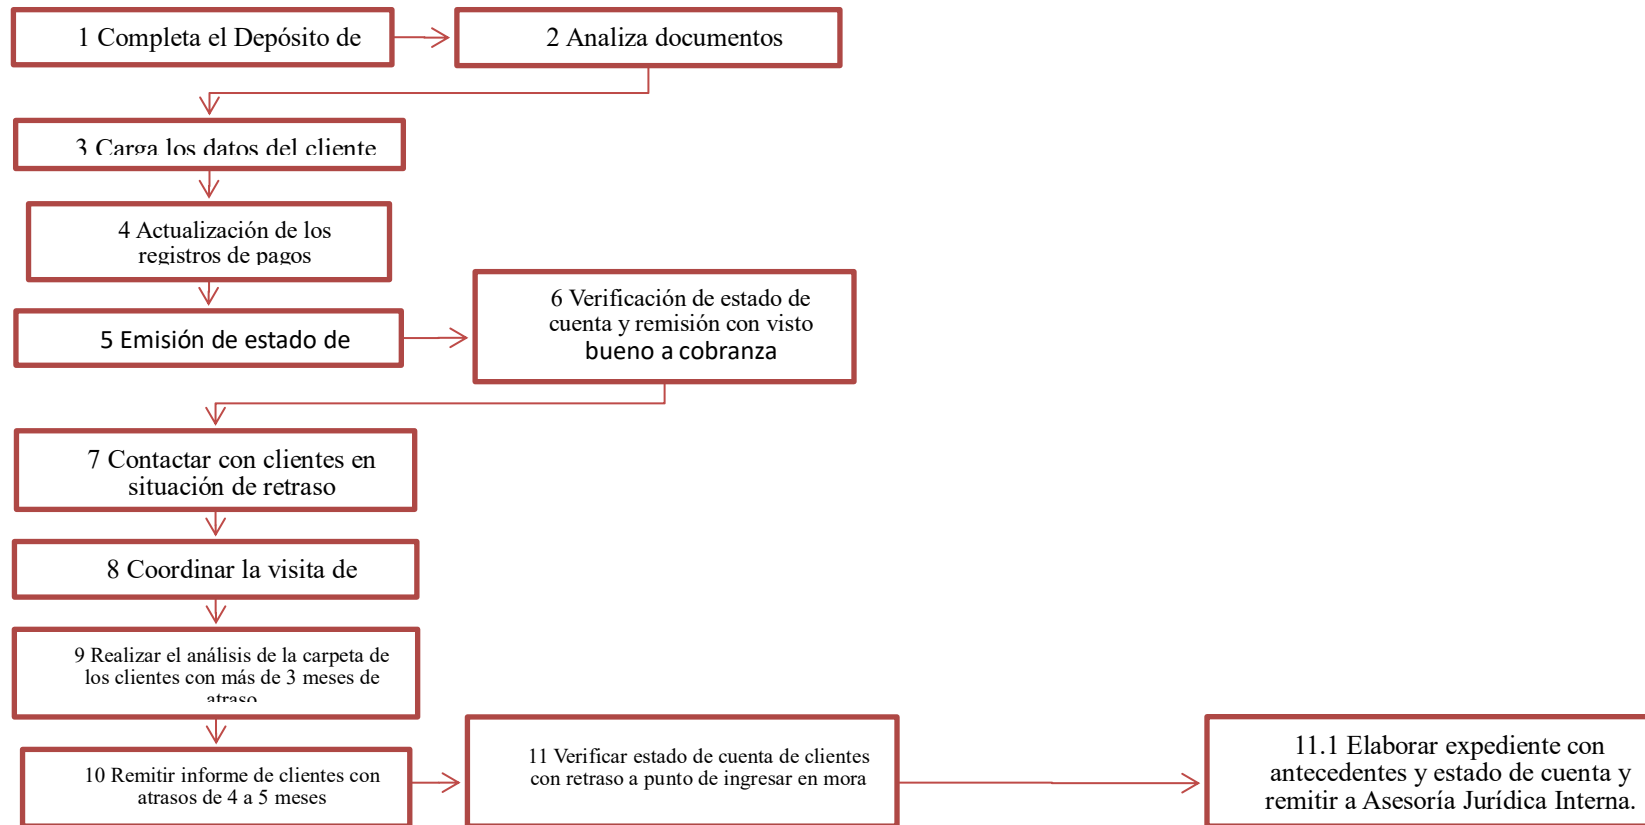 1 Completa el Depósito de
2 Analiza documentos
3 Carga los datos del cliente
4 Actualización de los
registros de pagos
5 Emisión de estado de
6 Verificación de estado de
cuenta y remisión con visto
bueno a cobranza
7 Contactar con clientes en
situación de retraso
8 Coordinar la visita de
9 Realizar el análisis de la carpeta de
los clientes con más de 3 meses de
atraso
10 Remitir informe de clientes con
atrasos de 4 a 5 meses
11 Verificar estado de cuenta de clientes
con retraso a punto de ingresar en mora
11.1 Elaborar expediente con
antecedentes y estado de cuenta y
remitir a Asesoría Jurídica Interna.